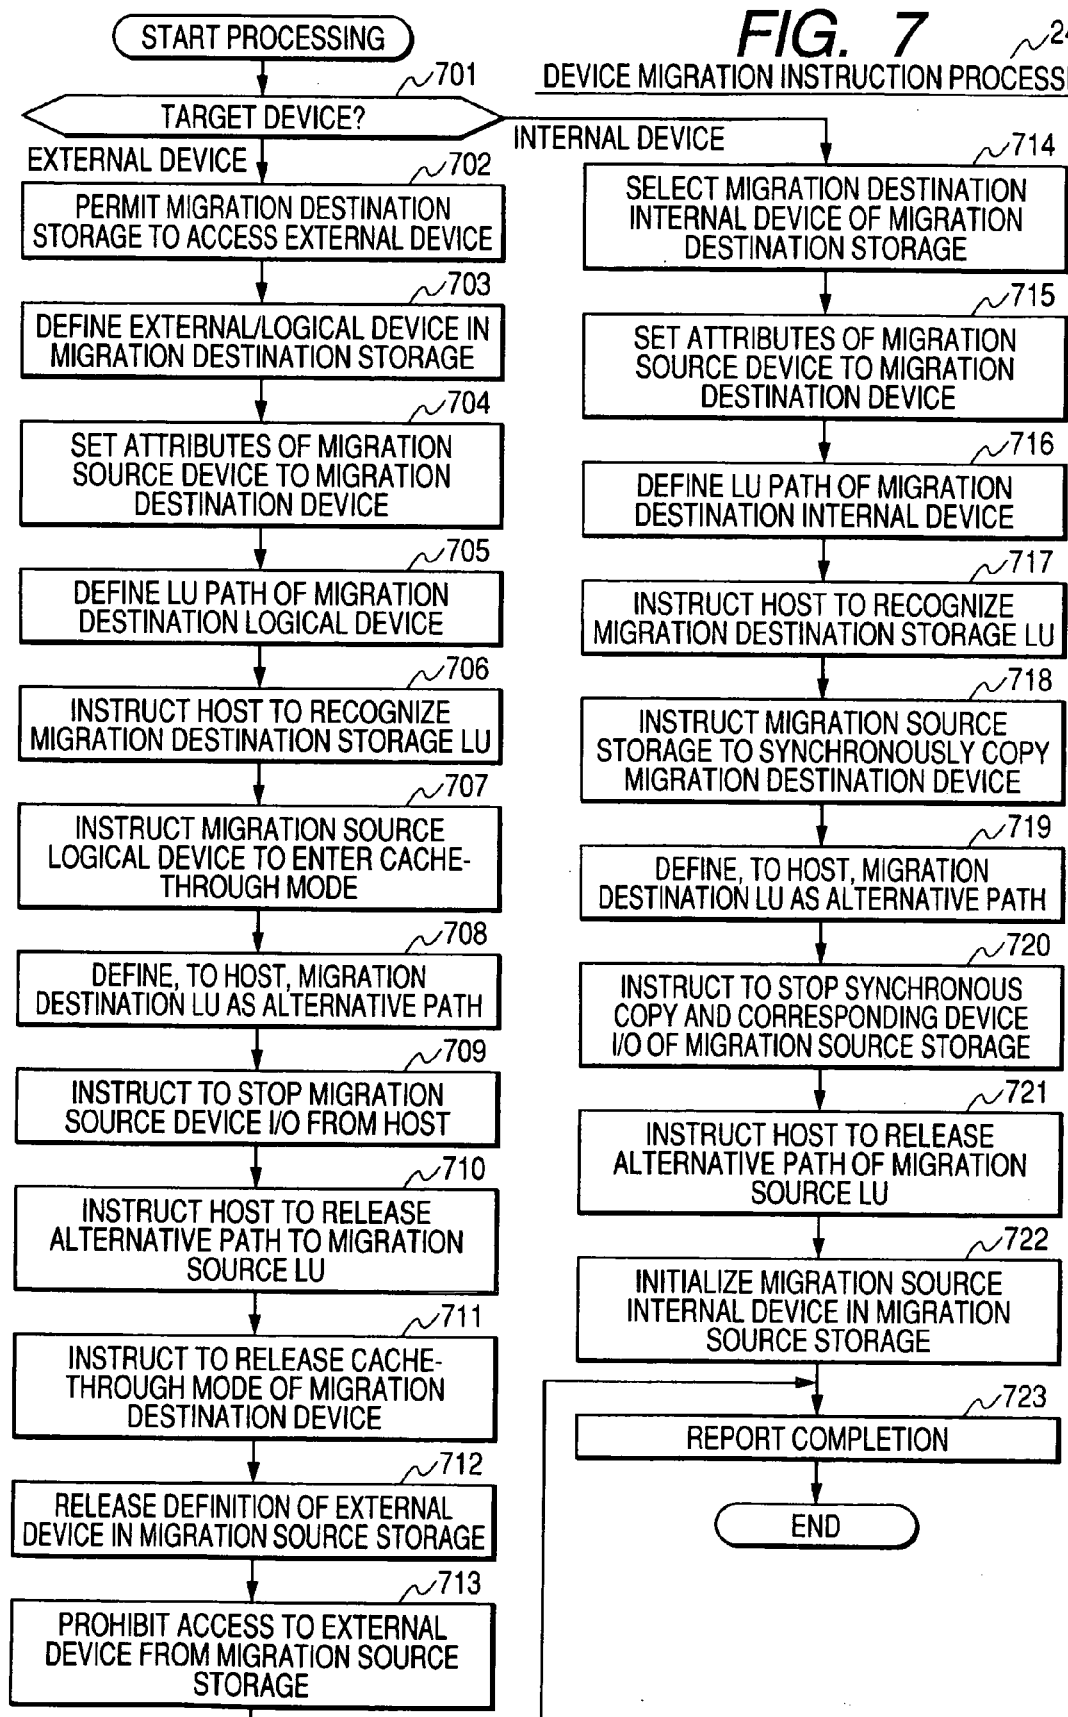 FIG. 7
24
DEVICE MIGRATION INSTRUCTION PROCESSI
START PROCESSING
701
TARGET DEVICE?
EXTERNAL DEVICE
INTERNAL DEVICE
702
PERMIT MIGRATION DESTINATION
STORAGE TO ACCESS EXTERNAL DEVICE
703
DEFINE EXTERNAL/LOGICAL DEVICE IN
MIGRATION DESTINATION STORAGE
704
SET ATTRIBUTES OF MIGRATION
SOURCE DEVICE TO MIGRATION
DESTINATION DEVICE
705
DEFINE LU PATH OF MIGRATION
DESTINATION LOGICAL DEVICE
706
INSTRUCT HOST TO RECOGNIZE
MIGRATION DESTINATION STORAGE LU
707
INSTRUCT MIGRATION SOURCE
LOGICAL DEVICE TO ENTER CACHE-
THROUGH MODE
708
DEFINE, TO HOST, MIGRATION
DESTINATION LU AS ALTERNATIVE PATH
709
INSTRUCT TO STOP MIGRATION
SOURCE DEVICE I/O FROM HOST
710
INSTRUCT HOST TO RELEASE
ALTERNATIVE PATH TO MIGRATION
SOURCE LU
711
INSTRUCT TO RELEASE CACHE-
THROUGH MODE OF MIGRATION
DESTINATION DEVICE
712
RELEASE DEFINITION OF EXTERNAL
DEVICE IN MIGRATION SOURCE STORAGE
713
PROHIBIT ACCESS TO EXTERNAL
DEVICE FROM MIGRATION SOURCE
STORAGE
714
SELECT MIGRATION DESTINATION
INTERNAL DEVICE OF MIGRATION
DESTINATION STORAGE
715
SET ATTRIBUTES OF MIGRATION
SOURCE DEVICE TO MIGRATION
DESTINATION DEVICE
716
DEFINE LU PATH OF MIGRATION
DESTINATION INTERNAL DEVICE
717
INSTRUCT HOST TO RECOGNIZE
MIGRATION DESTINATION STORAGE LU
718
INSTRUCT MIGRATION SOURCE
STORAGE TO SYNCHRONOUSLY COPY
MIGRATION DESTINATION DEVICE
719
DEFINE, TO HOST, MIGRATION
DESTINATION LU AS ALTERNATIVE PATH
720
INSTRUCT TO STOP SYNCHRONOUS
COPY AND CORRESPONDING DEVICE
I/O OF MIGRATION SOURCE STORAGE
721
INSTRUCT HOST TO RELEASE
ALTERNATIVE PATH OF MIGRATION
SOURCE LU
722
INITIALIZE MIGRATION SOURCE
INTERNAL DEVICE IN MIGRATION
SOURCE STORAGE
723
REPORT COMPLETION
END